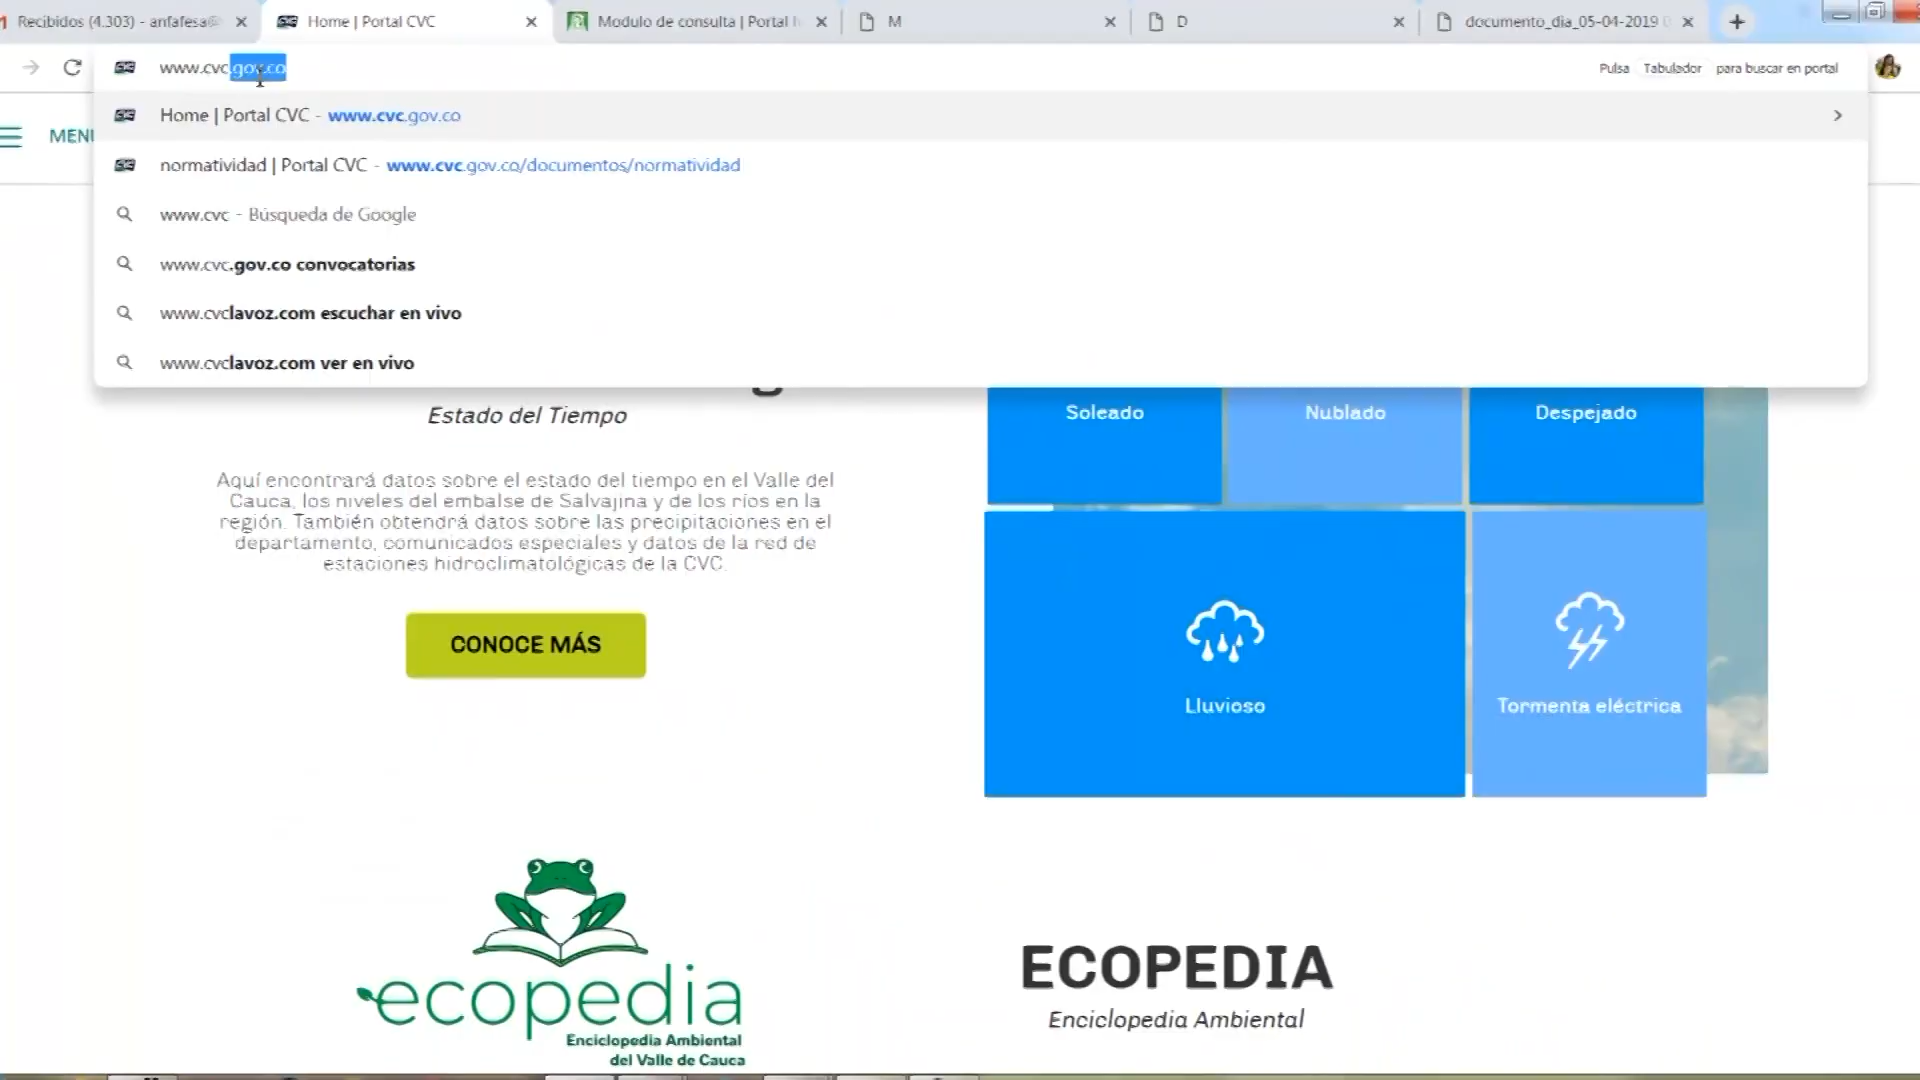 Recibidos (4.303) - anfafesa@
Home | Portal CVC
Modulo de consulta | Portal h
M
D
documento_dia_05-04-2019
www.cvc.gov.co
Pulsa Tabulador para buscar en portal
MENU
Home | Portal CVC - www.cvc.gov.co
normatividad | Portal CVC - www.cvc.gov.co/documentos/normatividad
www.cvc - Búsqueda de Google
www.cvc.gov.co convocatorias
www.cvclavoz.com escuchar en vivo
www.cvclavoz.com ver en vivo
Estado del Tiempo
Soleado
Nublado
Despejado
Aquí encontrará datos sobre el estado del tiempo en el Valle del
Cauca, los niveles del embalse de Salvajina y de los ríos en la
región. También obtendrá datos sobre las precipitaciones en el
departamento, comunicados especiales y datos de la red de
estaciones hidroclimatológicas de la CVC.
CONOCE MÁS
Lluvioso
Tormenta eléctrica
ecopedia
Enciclopedia Ambiental
del Valle de Cauca
ECOPEDIA
Enciclopedia Ambiental